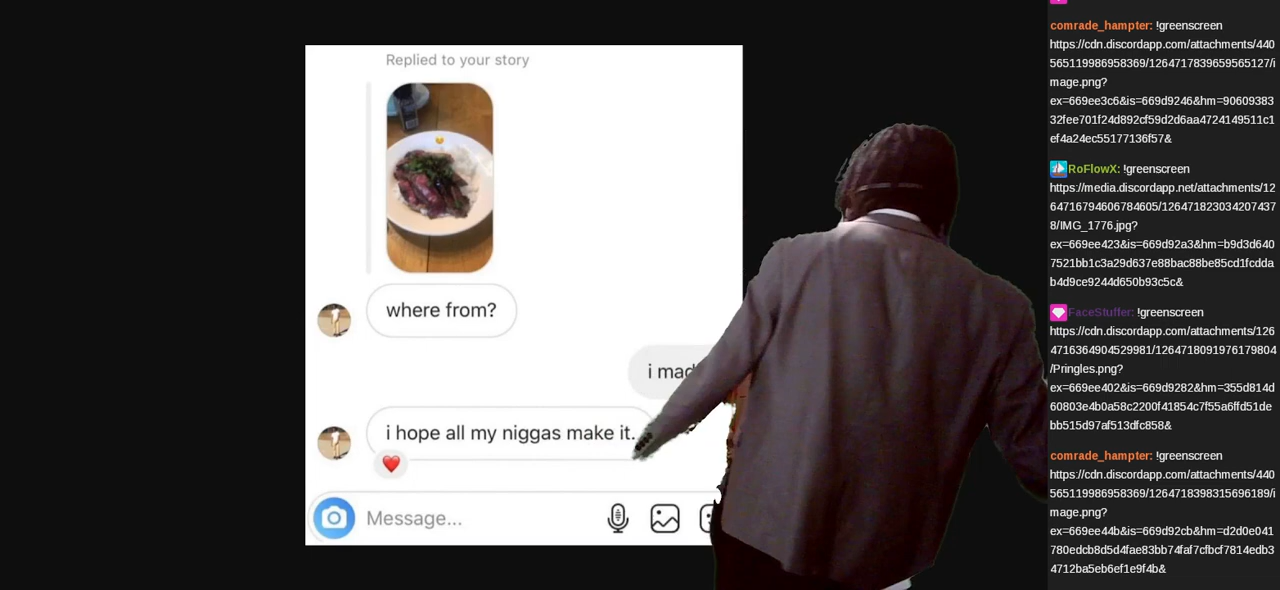 Replied to your story
where from?
i mad
i hope all my niggas make it.
Message...
comrade_hampter: !greenscreen
https://cdn.discordapp.com/attachments/440
565119986958369/1264717839659565127/i
mage.png?
ex=669ee3c6&is=669d9246&hm=90609383
32fee701f24d892cf59d2d6aa4724149511c1
ef4a24ec55177136f57&
RoFlowX: !greenscreen
https://media.discordapp.net/attachments/12
64716794606784605/126471823034207437
8/IMG_1776.jpg?
ex=669ee423&is=669d92a3&hm=b9d3d640
7521bb1c3a29d637e88bac88be85cd1fcdda
b4d9ce9244d650b93c5c&
FaceStuffer: !greenscreen
https://cdn.discordapp.com/attachments/126
4716364904529981/1264718091976179804
/Pringles.png?
ex=669ee402&is=669d9282&hm=355d814d
60803e4b0a58c2200f41854c7f55a6ffd51de
bb515d97af513dfc858&
comrade_hampter: !greenscreen
https://cdn.discordapp.com/attachments/440
565119986958369/1264718398315696189/i
mage.png?
ex=669ee44b&is=669d92cb&hm=d2d0e041
780edcb8d5d4fae83bb74faf7cfbcf7814edb3
4712ba5eb6ef1e9f4b&